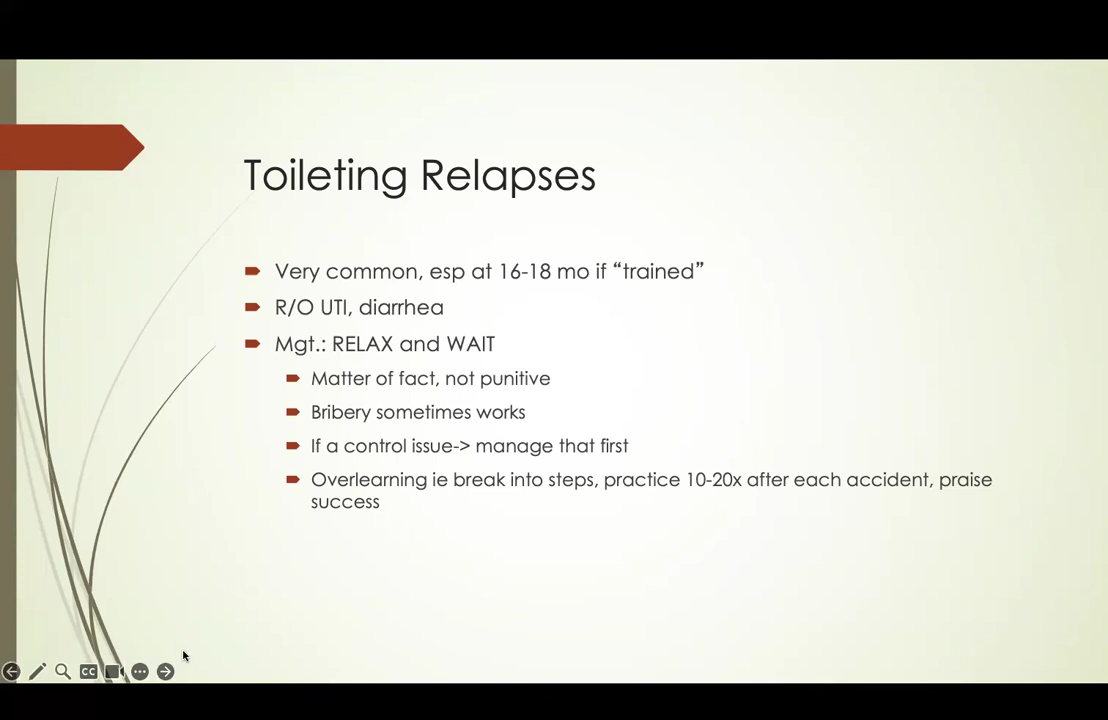 Toileting Relapses
Very common, esp at 16-18 mo if “trained”
R/O UTI, diarrhea
Mgt.: RELAX and WAIT
Matter of fact, not punitive
Bribery sometimes works
If a control issue-> manage that first
Overlearning ie break into steps, practice 10-20x after each accident, praise
success
CC